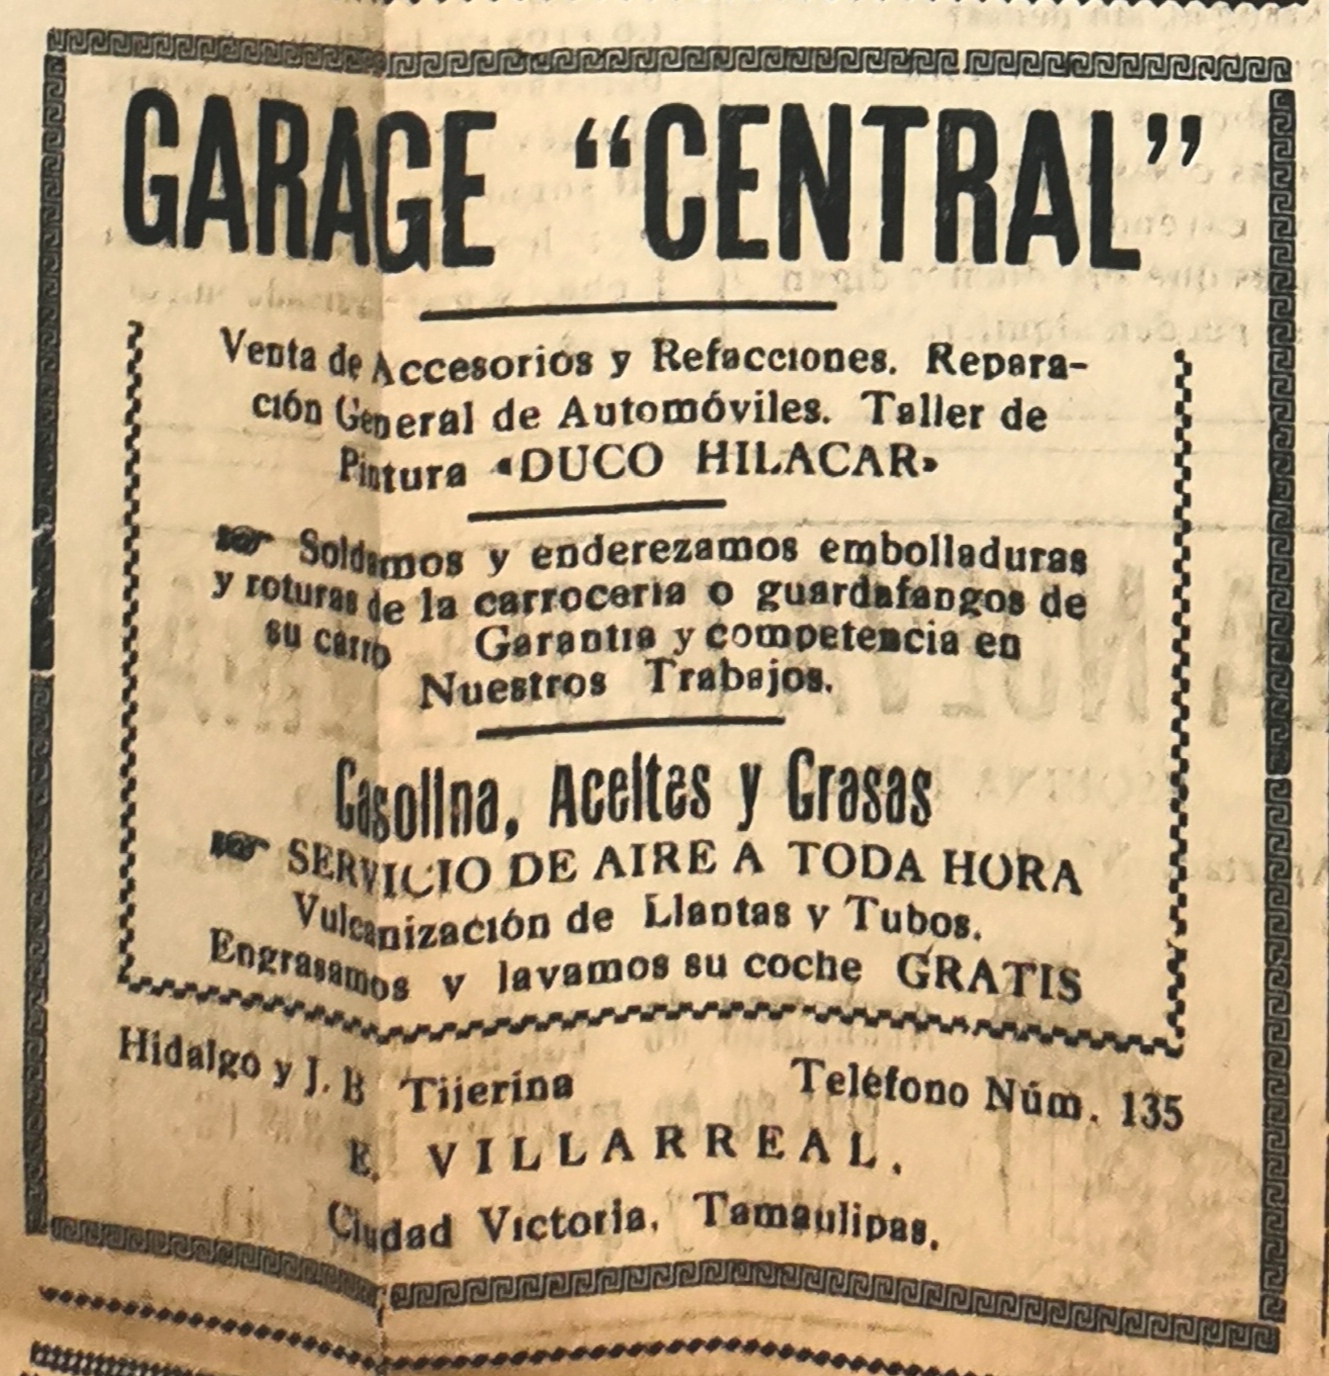 GARAGE "CENTRAL"
Venta de Accesorios y Refacciones. Repara-
ción General de Automóviles. Taller de
Pintura «DUCO HILACAR»
☛ Soldamos y enderezamos embolladuras
y roturas de la carroceria o guardafangos de
su carro Garantia y competencia en
Nuestros Trabajos.
Gasolina, Aceites y Grasas
☛ SERVICIO DE AIRE A TODA HORA
Vulcanización de Llantas y Tubos.
Engrasamos y lavamos su coche GRATIS
Hidalgo y J. B Tijerina Teléfono Núm. 135
E. VILLARREAL.
Ciudad Victoria, Tamaulipas.